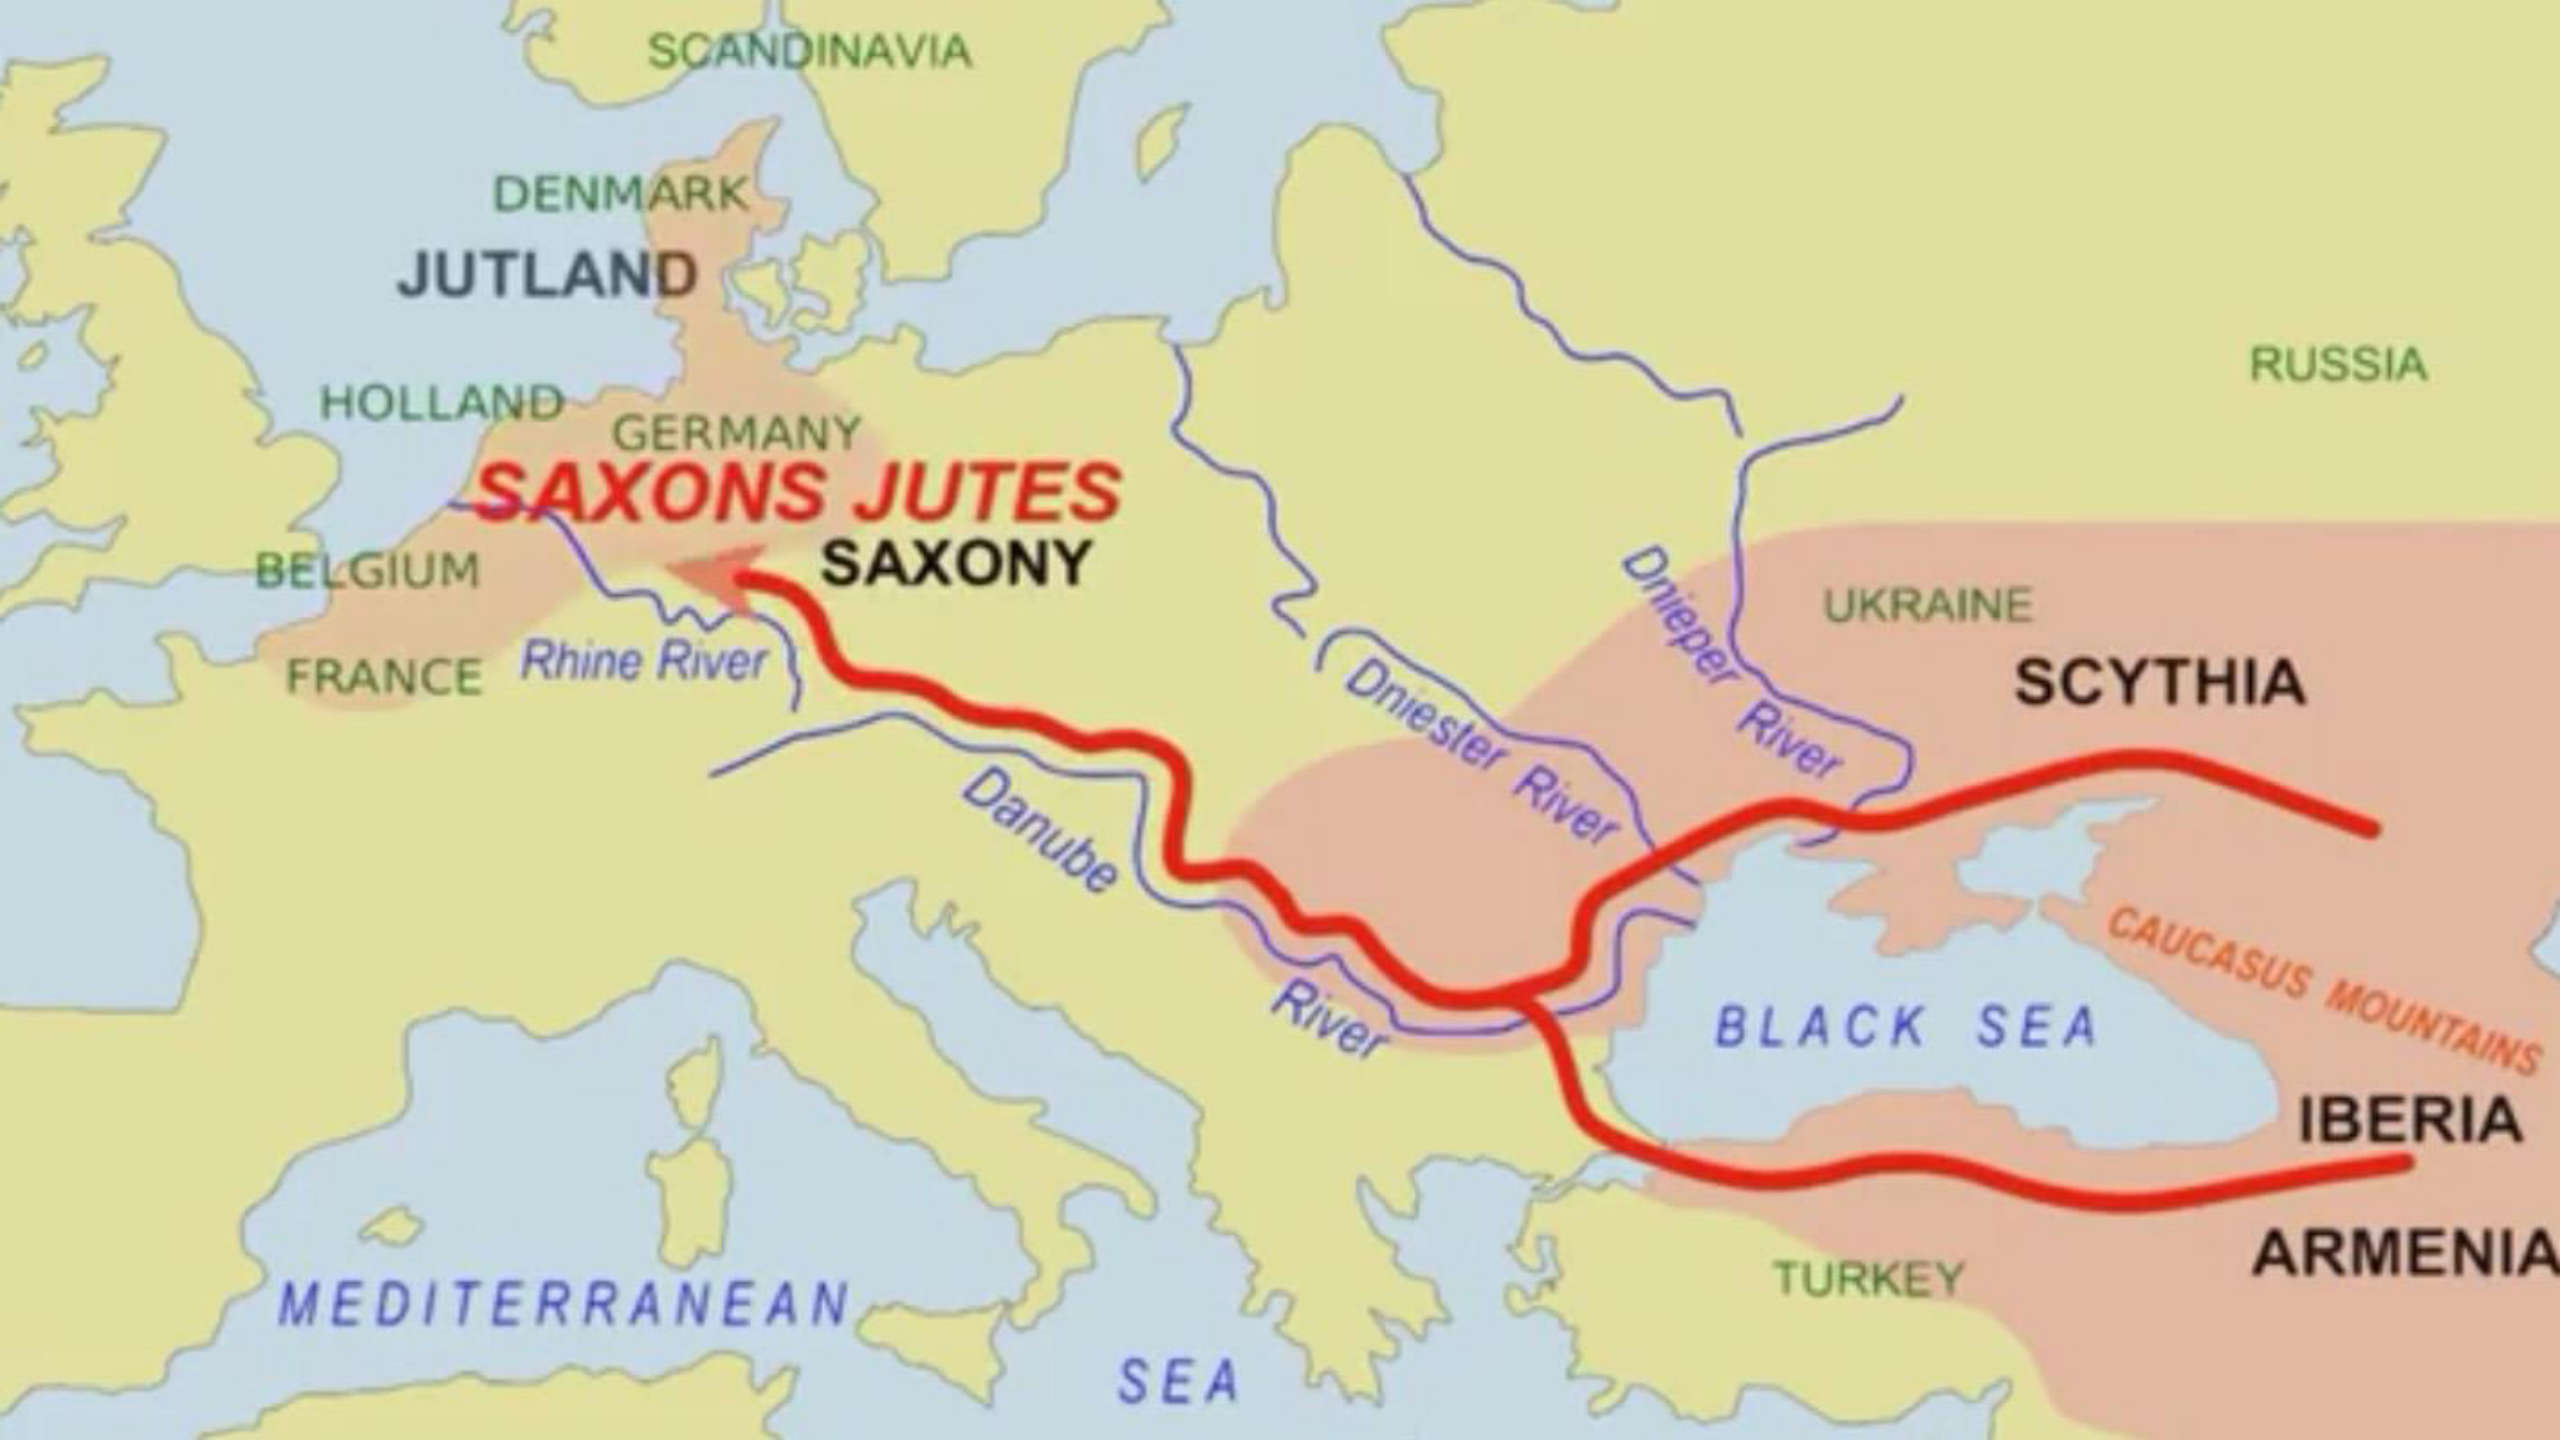 SCANDINAVIA
DENMARK
JUTLAND
HOLLAND
GERMANY
RUSSIA
SAXONS JUTES
SAXONY
BELGIUM
FRANCE
Rhine River
UKRAINE
SCYTHIA
Dnieper River
Dniester River
Danube River
CAUCASUS MOUNTAINS
BLACK SEA
IBERIA
ARMENIA
TURKEY
MEDITERRANEAN
SEA